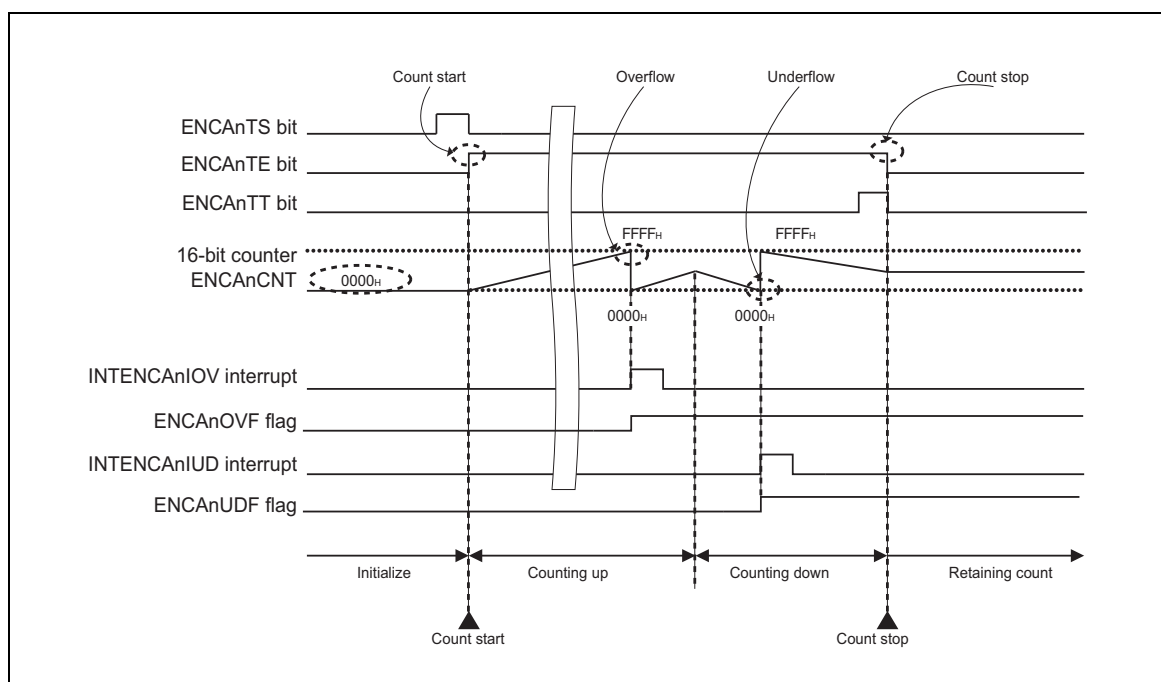 Count start
Overflow
Underflow
Count stop
ENCAnTS bit
ENCAnTE bit
ENCAnTT bit
FFFFH
FFFFH
16-bit counter
ENCAnCNT
0000H
0000H
0000H
INTENCAnIOV interrupt
ENCAnOVF flag
INTENCAnIUD interrupt
ENCAnUDF flag
Initialize
Counting up
Counting down
Retaining count
Count start
Count stop